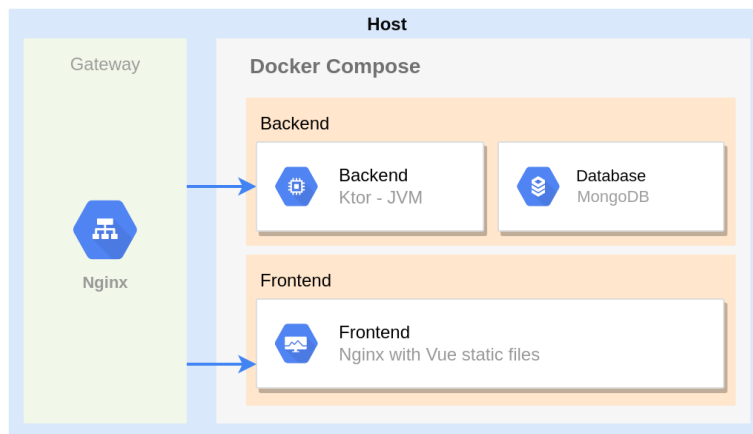 Host
Gateway
Nginx
Docker Compose
Backend
Backend
Ktor - JVM
Database
MongoDB
Frontend
Frontend
Nginx with Vue static files